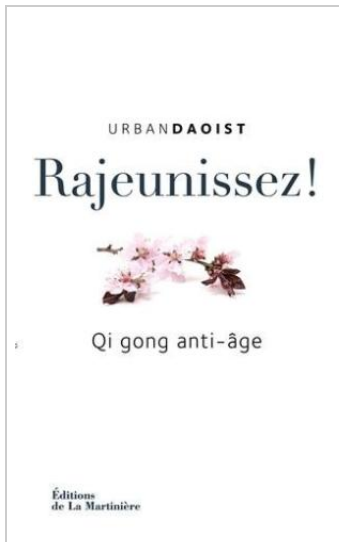 URBANDAOIST
Rajeunissez!
Qi gong anti-âge
Éditions
de La Martinière